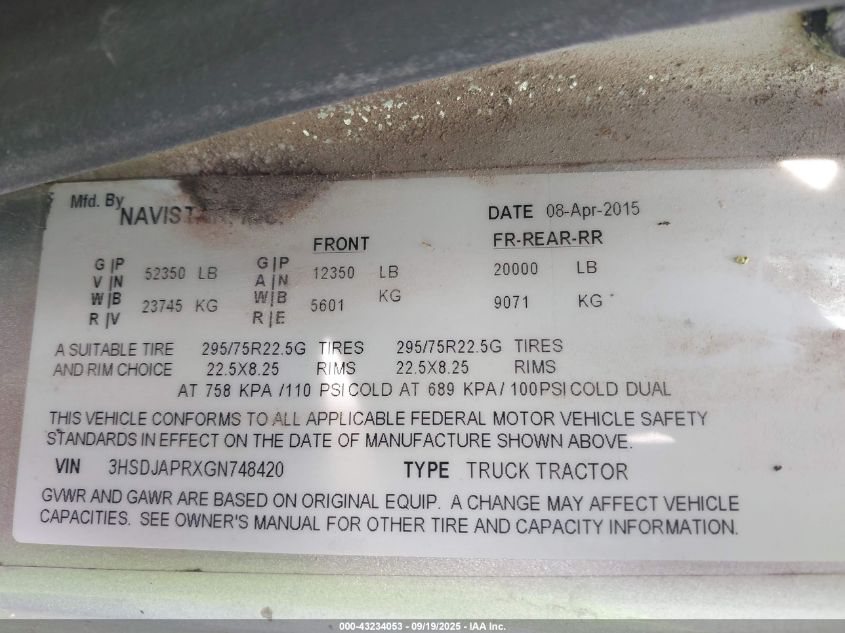 Mfd. By
NAVIST
DATE 08-Apr-2015
FRONT FR-REAR-RR
G|P V|N 52350 LB G|P A|N 12350 LB 20000 LB
W|B R|V 23745 KG W|B R|E 5601 KG 9071 KG
A SUITABLE TIRE 295/75R22.5G TIRES 295/75R22.5G TIRES
AND RIM CHOICE 22.5X8.25 RIMS 22.5X8.25 RIMS
AT 758 KPA /110 PSI COLD AT 689 KPA/ 100PSI COLD DUAL
THIS VEHICLE CONFORMS TO ALL APPLICABLE FEDERAL MOTOR VEHICLE SAFETY
STANDARDS IN EFFECT ON THE DATE OF MANUFACTURE SHOWN ABOVE.
VIN 3HSDJAPRXGN748420 TYPE TRUCK TRACTOR
GVWR AND GAWR ARE BASED ON ORIGINAL EQUIP. A CHANGE MAY AFFECT VEHICLE
CAPACITIES. SEE OWNER'S MANUAL FOR OTHER TIRE AND CAPACITY INFORMATION.
000-43234053 - 09/19/2025 - IAA Inc.